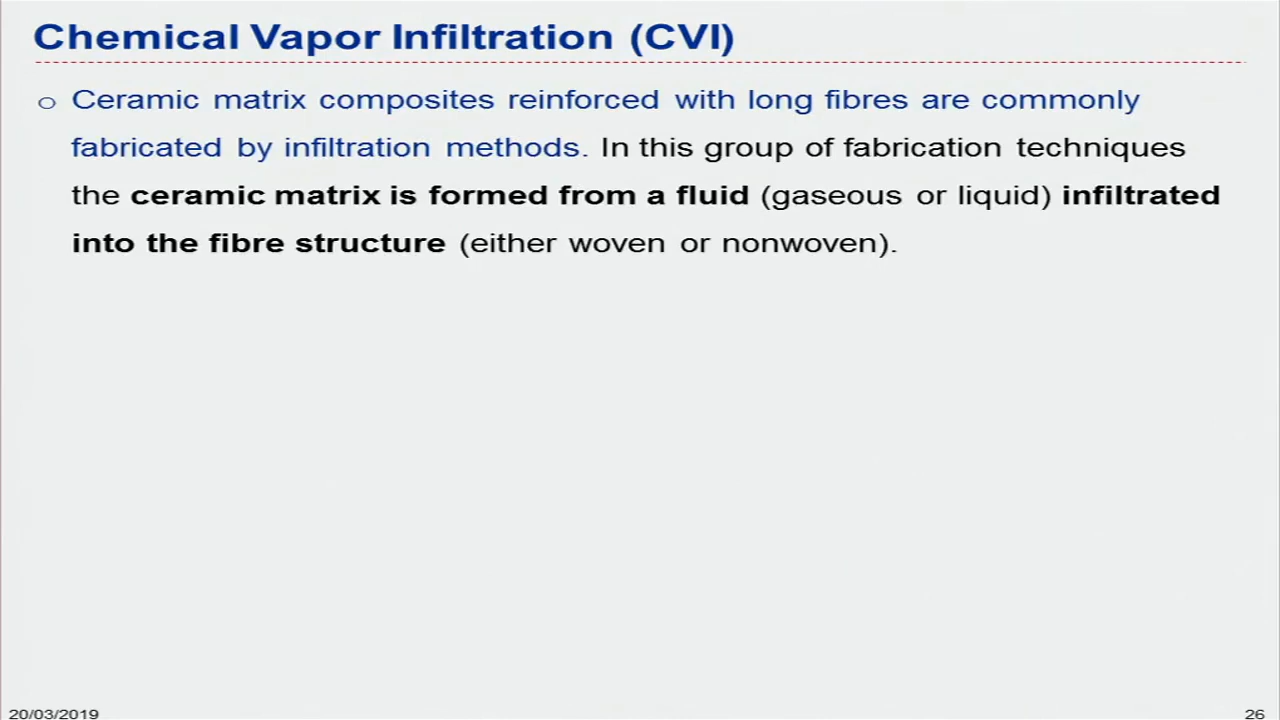 Chemical Vapor Infiltration (CVI)
○ Ceramic matrix composites reinforced with long fibres are commonly
fabricated by infiltration methods. In this group of fabrication techniques
the ceramic matrix is formed from a fluid (gaseous or liquid) infiltrated
into the fibre structure (either woven or nonwoven).
20/03/2019
26